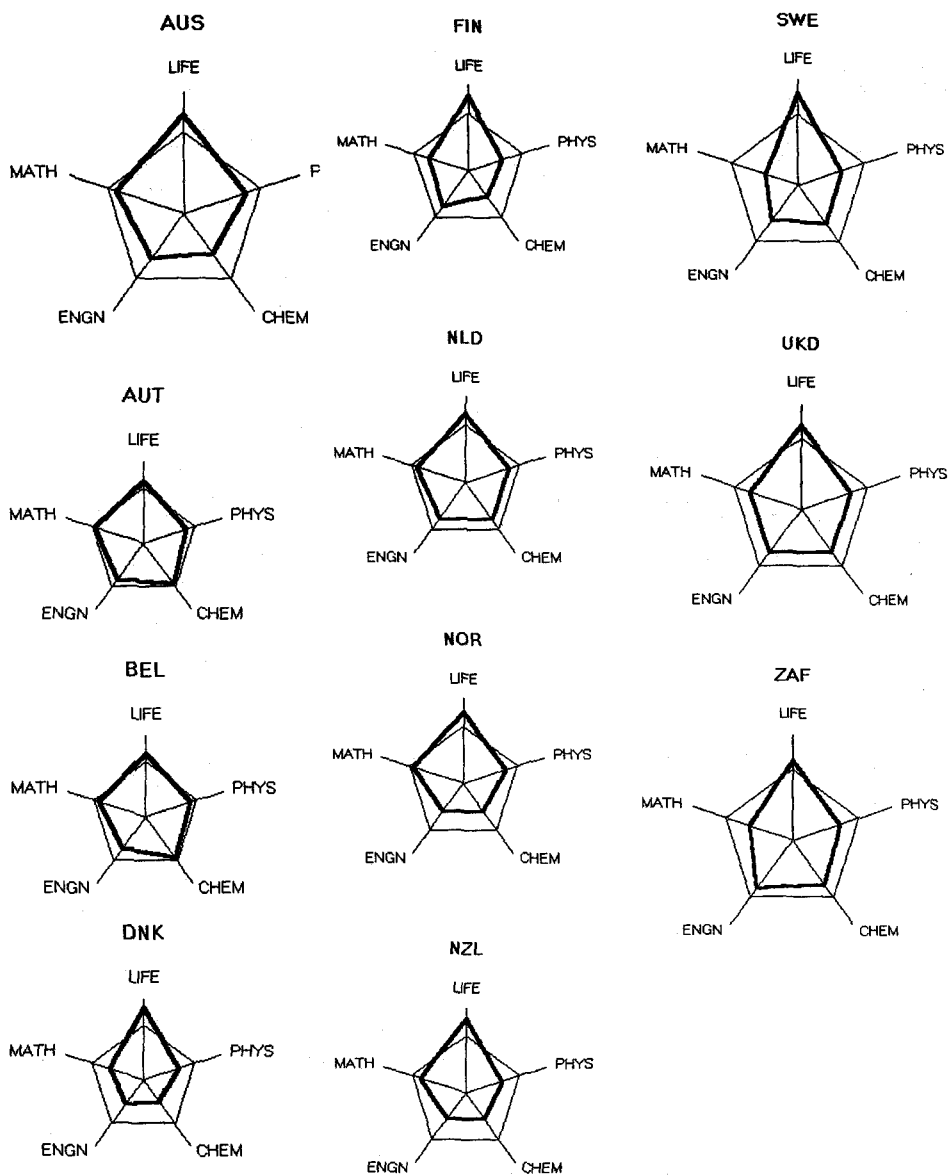 AUS
LIFE
MATH
P
ENGN
CHEM
AUT
LIFE
MATH
PHYS
ENGN
CHEM
BEL
LIFE
MATH
PHYS
ENGN
CHEM
DNK
LIFE
MATH
PHYS
ENGN
CHEM
FIN
LIFE
MATH
PHYS
ENGN
CHEM
NLD
LIFE
MATH
PHYS
ENGN
CHEM
NOR
LIFE
MATH
PHYS
ENGN
CHEM
NZL
LIFE
MATH
PHYS
ENGN
CHEM
SWE
LIFE
MATH
PHYS
ENGN
CHEM
UKD
LIFE
MATH
PHYS
ENGN
CHEM
ZAF
LIFE
MATH
PHYS
ENGN
CHEM